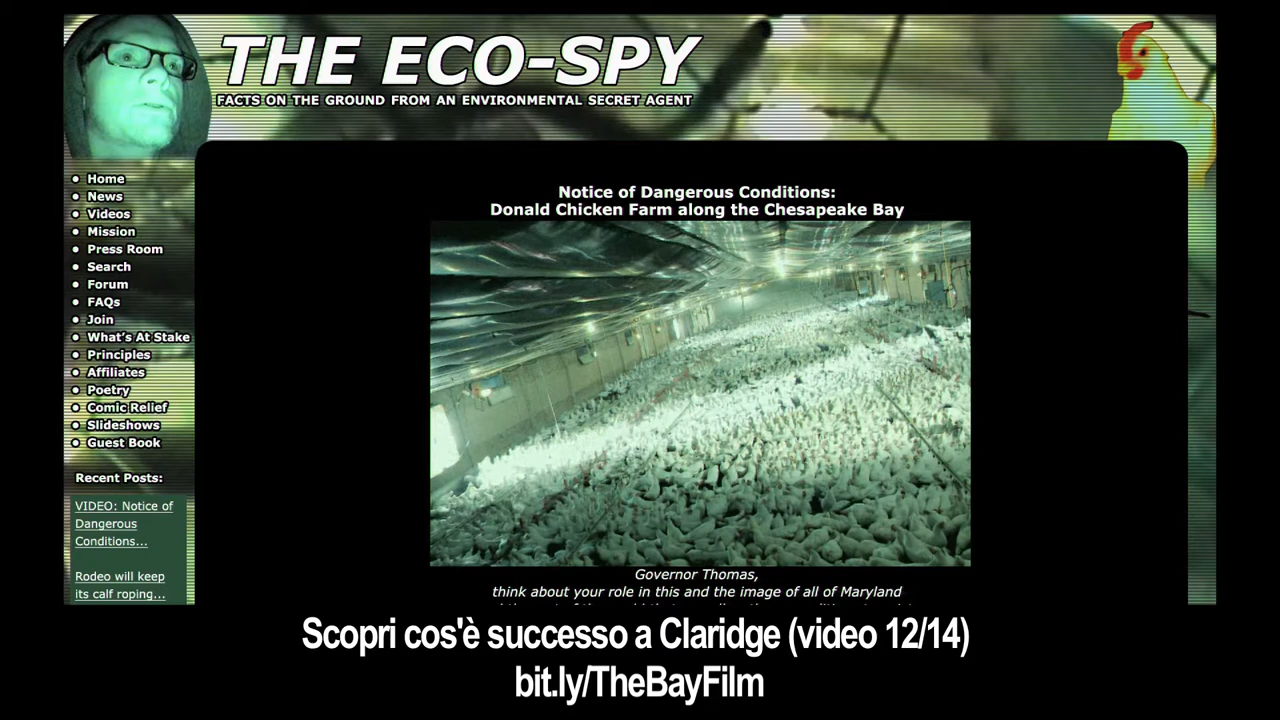 THE ECO-SPY
FACTS ON THE GROUND FROM AN ENVIRONMENTAL SECRET AGENT
Home
News
Videos
Mission
Press Room
Search
Forum
FAQs
Join
What's At Stake
Principles
Affiliates
Poetry
Comic Relief
Slideshows
Guest Book
Recent Posts:
VIDEO: Notice of
Dangerous
Conditions...
Rodeo will keep
its calf roping...
Notice of Dangerous Conditions:
Donald Chicken Farm along the Chesapeake Bay
Governor Thomas,
think about your role in this and the image of all of Maryland
Scopri cos'è successo a Claridge (video 12/14)
bit.ly/TheBayFilm